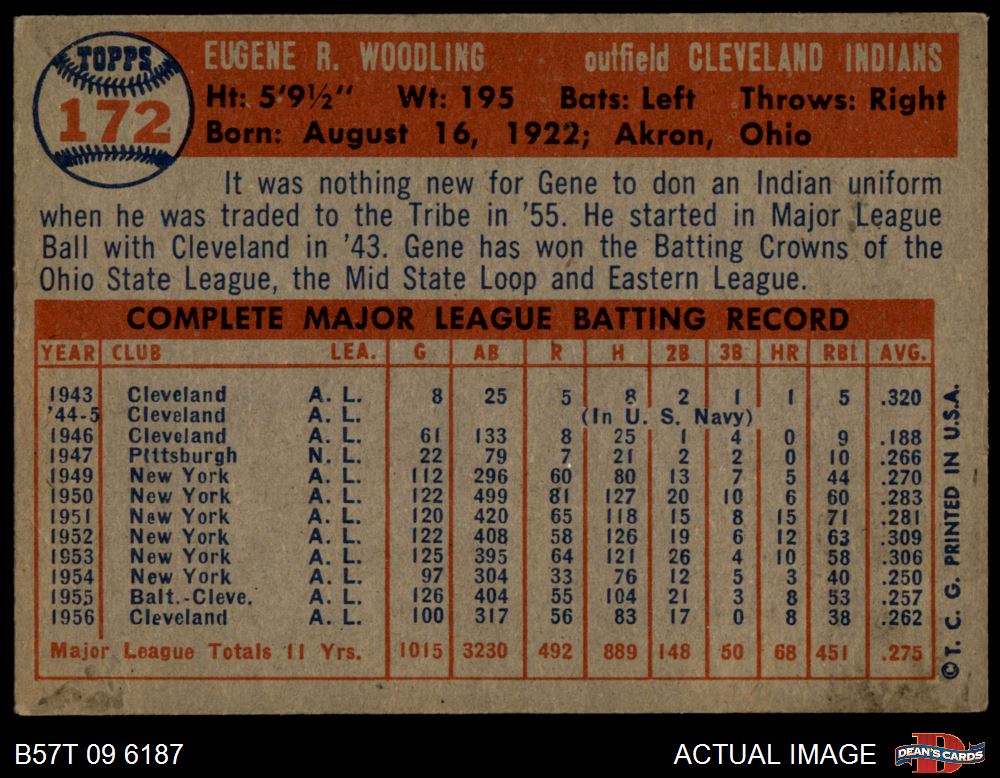 TOPPS
172
EUGENE R. WOODLING outfield CLEVELAND INDIANS
Ht: 5'9½" Wt: 195 Bats: Left Throws: Right
Born: August 16, 1922; Akron, Ohio
It was nothing new for Gene to don an Indian uniform
when he was traded to the Tribe in '55. He started in Major League
Ball with Cleveland in '43. Gene has won the Batting Crowns of the
Ohio State League, the Mid State Loop and Eastern League.
COMPLETE MAJOR LEAGUE BATTING RECORD
YEAR CLUB LEA. G AB R H 2B 3B HR RBI AVG.
1943 Cleveland A. L. 8 25 5 8 2 1 1 5 .320
'44-5 Cleveland (In U. S. Navy)
1946 Cleveland A. L. 61 133 8 25 1 4 0 9 .188
1947 Pittsburgh N. L. 22 79 7 21 2 2 0 10 .266
1949 New York A. L. 112 296 60 80 13 7 5 44 .270
1950 New York A. L. 122 499 81 127 20 10 6 60 .283
1951 New York A. L. 120 420 65 118 15 8 15 71 .281
1952 New York A. L. 122 408 58 126 19 6 12 63 .309
1953 New York A. L. 125 395 64 121 26 4 10 58 .306
1954 New York A. L. 97 304 33 76 12 5 3 40 .250
1955 Balt.-Cleve. A. L. 126 404 55 104 21 3 8 53 .257
1956 Cleveland A. L. 100 317 56 83 17 0 8 38 .262
Major League Totals 11 Yrs. 1015 3230 492 889 148 50 68 451 .275
©T. C. G. PRINTED IN U.S.A.
B57T 09 6187 ACTUAL IMAGE
DEAN'S CARDS